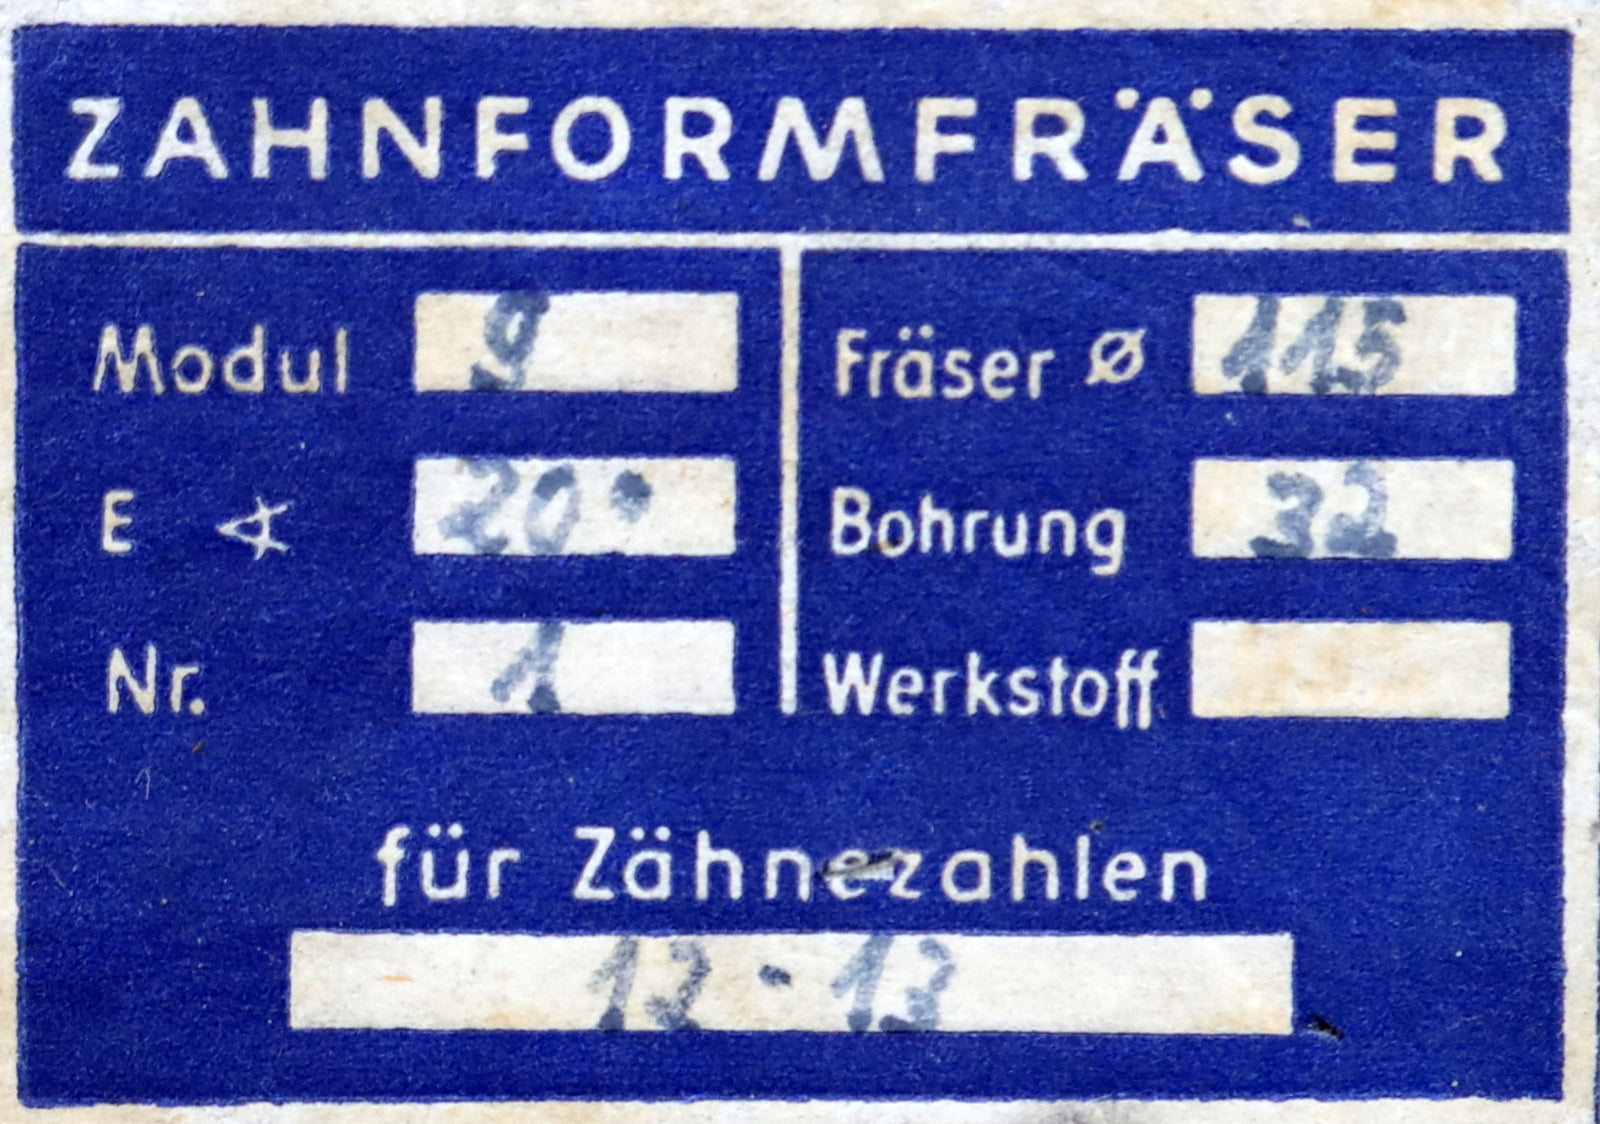 ZAHNFORMFRÄSER
Modul 9
E ∢ 20°
Nr. 1
Fräser ⌀ 115
Bohrung 32
Werkstoff
für Zähnezahlen
12-13